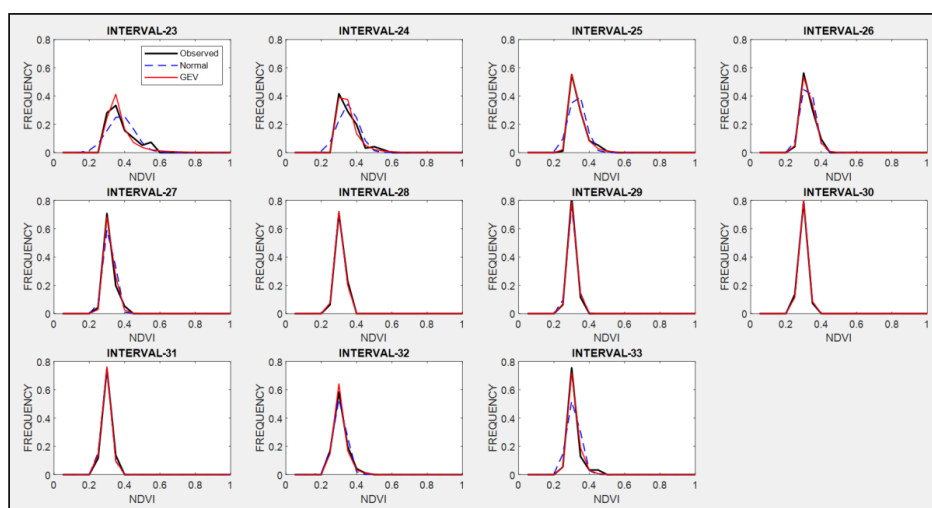 INTERVAL-23
0.8
0.6
0.4
0.2
0
FREQUENCY
0 0.2 0.4 0.6 0.8 1
NDVI
Observed
Normal
GEV
INTERVAL-24
0.8
0.6
0.4
0.2
0
FREQUENCY
0 0.2 0.4 0.6 0.8 1
NDVI
INTERVAL-25
0.8
0.6
0.4
0.2
0
FREQUENCY
0 0.2 0.4 0.6 0.8 1
NDVI
INTERVAL-26
0.8
0.6
0.4
0.2
0
FREQUENCY
0 0.2 0.4 0.6 0.8 1
NDVI
INTERVAL-27
0.8
0.6
0.4
0.2
0
FREQUENCY
0 0.2 0.4 0.6 0.8 1
NDVI
INTERVAL-28
0.8
0.6
0.4
0.2
0
FREQUENCY
0 0.2 0.4 0.6 0.8 1
NDVI
INTERVAL-29
0.8
0.6
0.4
0.2
0
FREQUENCY
0 0.2 0.4 0.6 0.8 1
NDVI
INTERVAL-30
0.8
0.6
0.4
0.2
0
FREQUENCY
0 0.2 0.4 0.6 0.8 1
NDVI
INTERVAL-31
0.8
0.6
0.4
0.2
0
FREQUENCY
0 0.2 0.4 0.6 0.8 1
NDVI
INTERVAL-32
0.8
0.6
0.4
0.2
0
FREQUENCY
0 0.2 0.4 0.6 0.8 1
NDVI
INTERVAL-33
0.8
0.6
0.4
0.2
0
FREQUENCY
0 0.2 0.4 0.6 0.8 1
NDVI